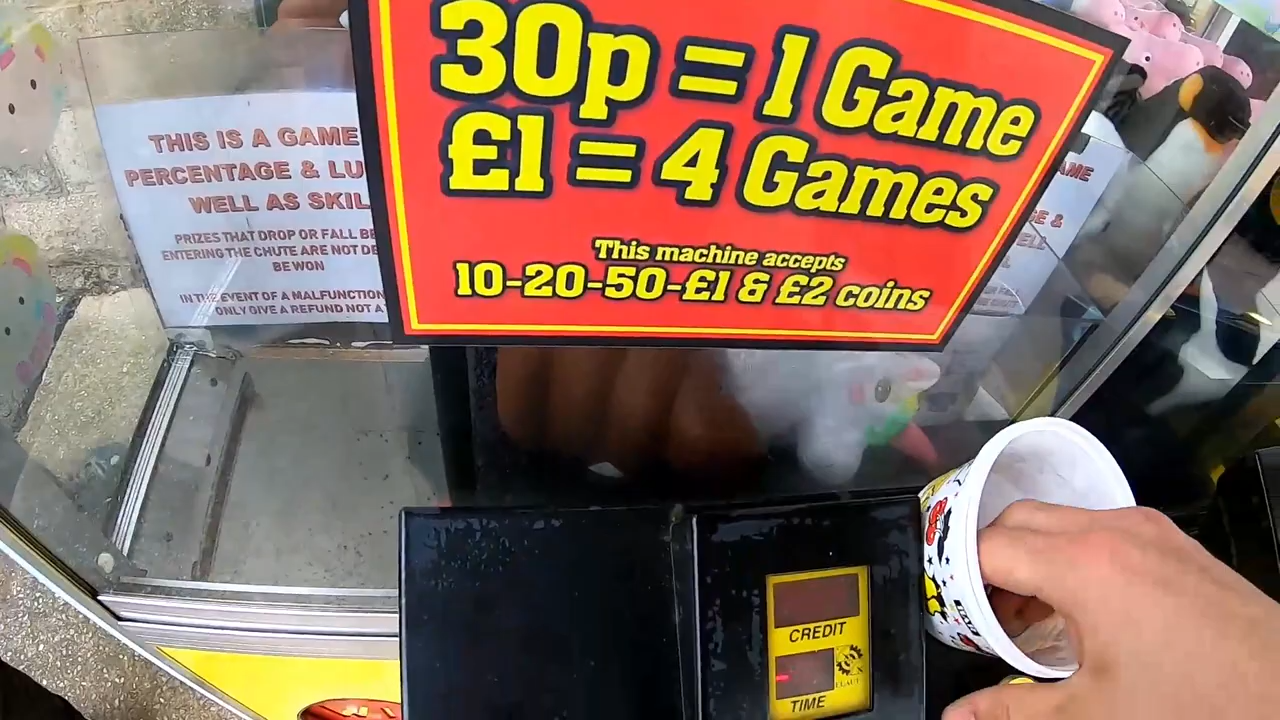 30p = 1 Game
£1 = 4 Games
This machine accepts
10-20-50-£1 & £2 coins
THIS IS A GAME
PERCENTAGE & LU
WELL AS SKIL
PRIZES THAT DROP OR FALL BE
ENTERING THE CHUTE ARE NOT DE
BE WON
IN THE EVENT OF A MALFUNCTION
ONLY GIVE A REFUND NOT A
AME
E &
ELL
CREDIT
TIME